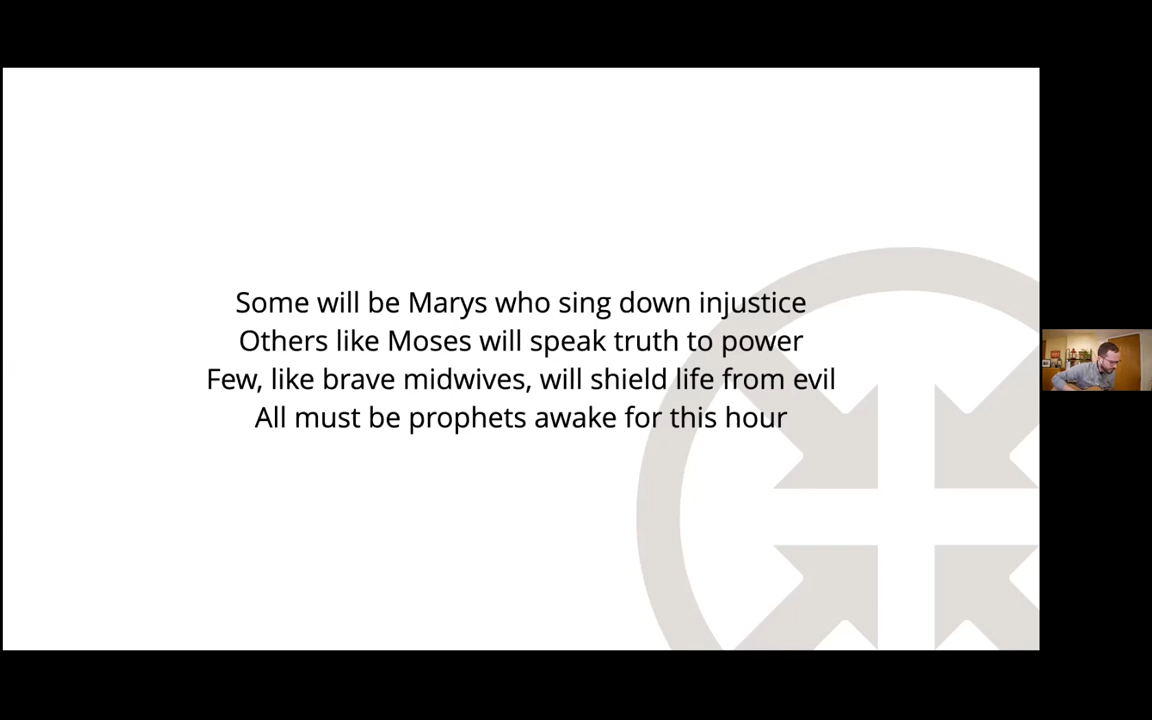 Some will be Marys who sing down injustice
Others like Moses will speak truth to power
Few, like brave midwives, will shield life from evil
All must be prophets awake for this hour